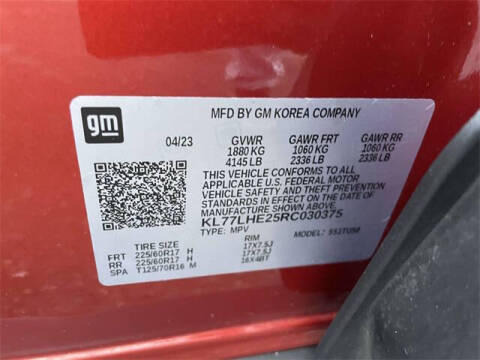 gm
MFD BY GM KOREA COMPANY
04/23 GVWR GAWR FRT GAWR RR
1880 KG 1060 KG 1060 KG
4145 LB 2336 LB 2336 LB
THIS VEHICLE CONFORMS TO ALL
APPLICABLE U.S. FEDERAL MOTOR
VEHICLE SAFETY AND THEFT PREVENTION
STANDARDS IN EFFECT ON THE DATE OF
MANUFACTURE SHOWN ABOVE.
KL77LHE25RC030375
TYPE: MPV MODEL:
TIRE SIZE RIM
FRT 225/60R17 H 17X7.5J
RR 225/60R17 H 17X7.5J
SPA T125/70R16 M 16X4BT